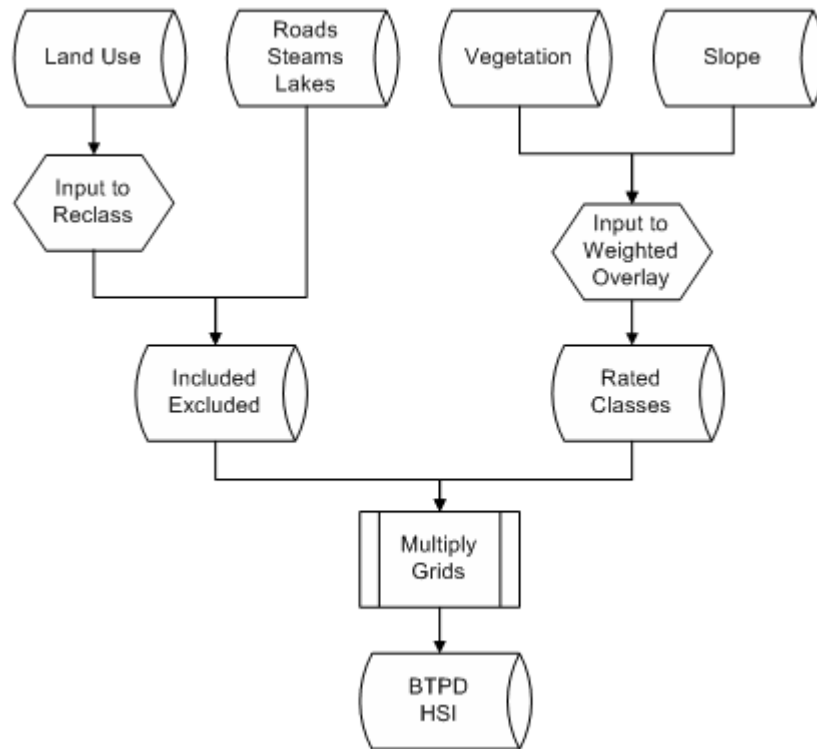 Land Use
Roads
Steams
Lakes
Vegetation
Slope
Input to
Reclass
Input to
Weighted
Overlay
Included
Excluded
Rated
Classes
Multiply
Grids
BTPD
HSI